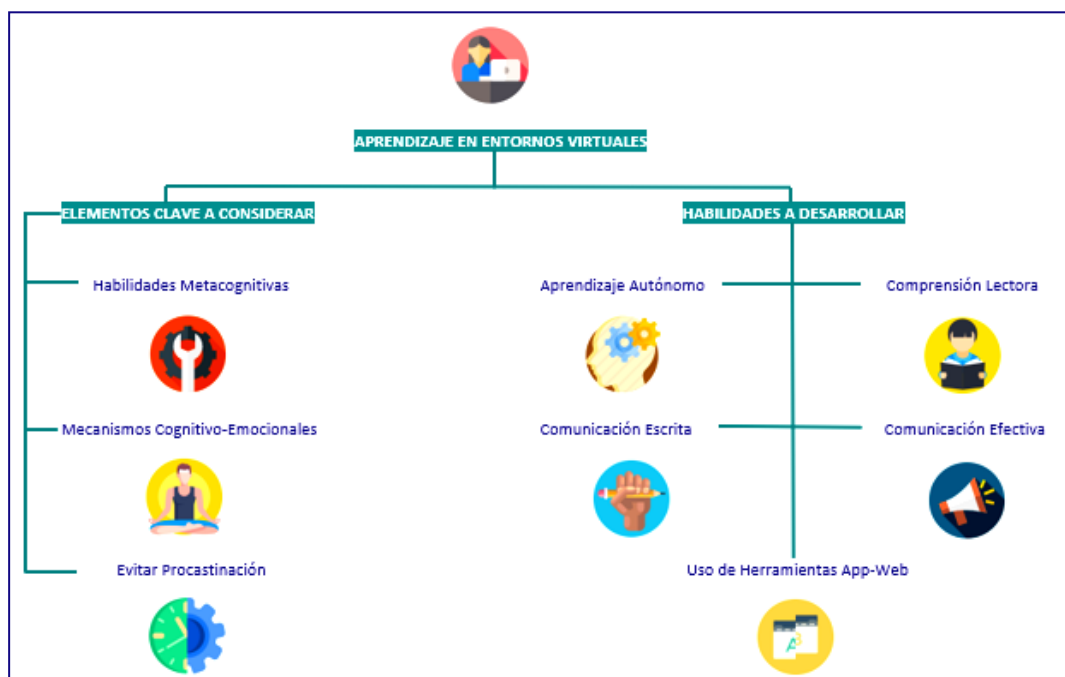 APRENDIZAJE EN ENTORNOS VIRTUALES
ELEMENTOS CLAVE A CONSIDERAR
HABILIDADES A DESARROLLAR
Habilidades Metacognitivas
Aprendizaje Autónomo
Comprensión Lectora
Mecanismos Cognitivo-Emocionales
Comunicación Escrita
Comunicación Efectiva
Evitar Procastinación
Uso de Herramientas App-Web